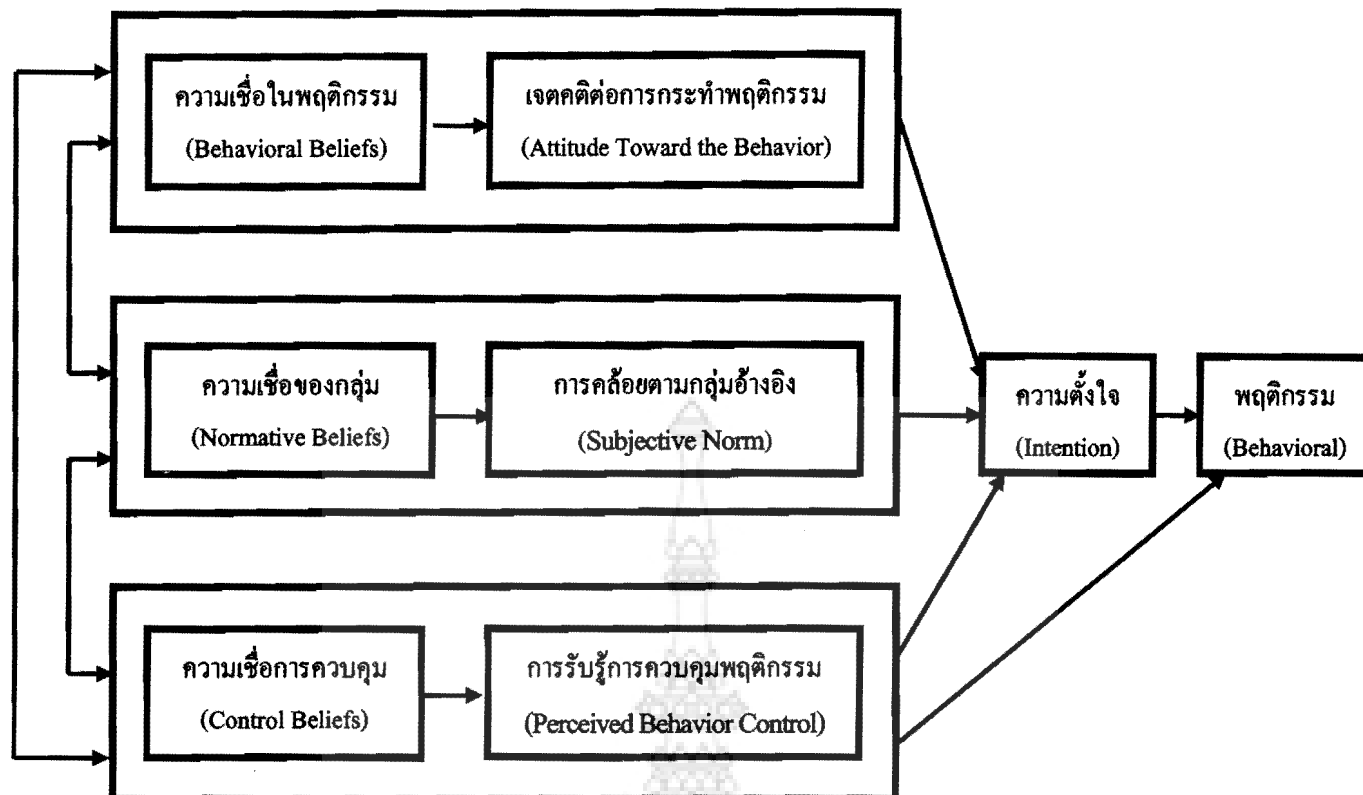 ความเชื่อในพฤติกรรม
(Behavioral Beliefs)
เจตคติต่อการกระทำพฤติกรรม
(Attitude Toward the Behavior)
ความเชื่อของกลุ่ม
(Normative Beliefs)
การคล้อยตามกลุ่มอ้างอิง
(Subjective Norm)
ความตั้งใจ
(Intention)
พฤติกรรม
(Behavioral)
ความเชื่อการควบคุม
(Control Beliefs)
การรับรู้การควบคุมพฤติกรรม
(Perceived Behavior Control)